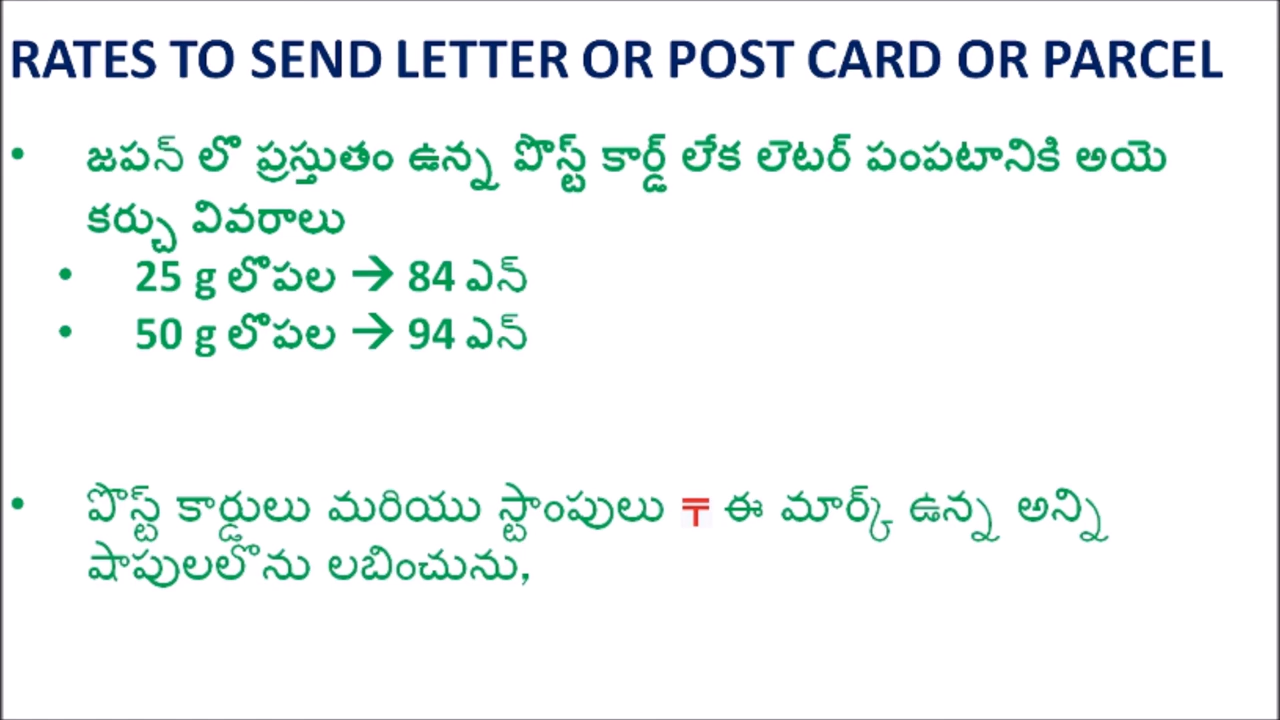 RATES TO SEND LETTER OR POST CARD OR PARCEL
• జపన్ లో ప్రస్తుతం ఉన్న పొస్ట్ కార్డ్ లేక లెటర్ పంపటానికి అయె
కర్చు వివరాలు
• 25 g లోపల → 84 ఎన్
• 50 g లోపల → 94 ఎన్
• పొస్ట్ కార్డులు మరియు స్టాంపులు 〒 ఈ మార్క్ ఉన్న అన్ని
షాపులలొను లబించును,